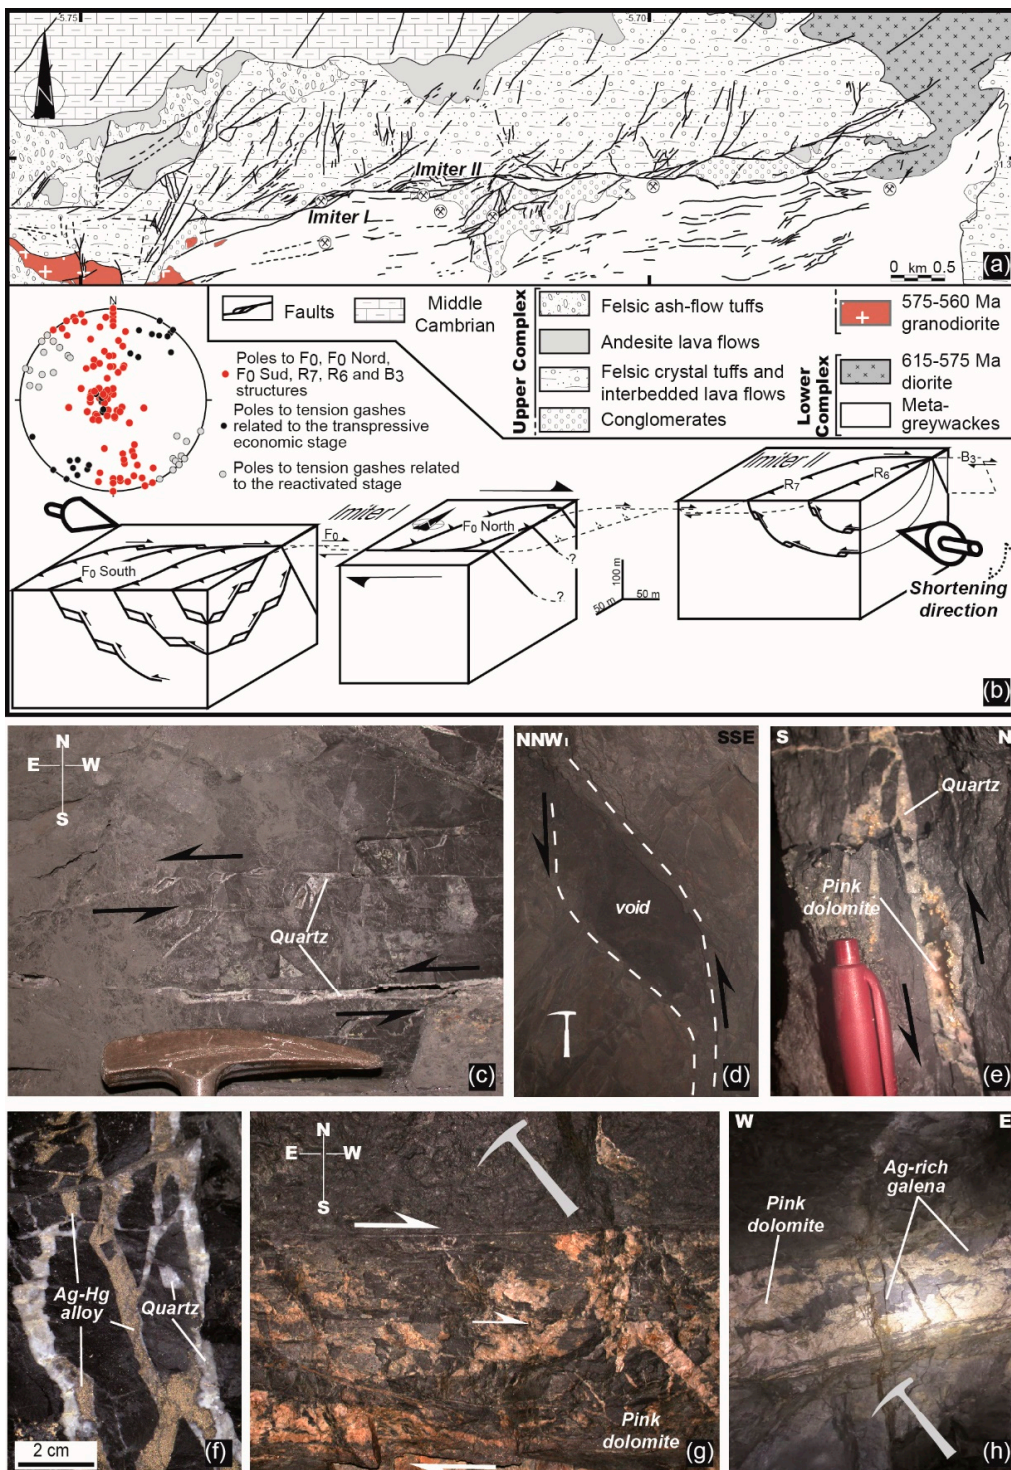 -5.75
-5.70
31.3
Imiter II
Imiter I
0 km 0.5
(a)
N
Faults
Middle
Cambrian
Poles to F0, F0 Nord,
F0 Sud, R7, R6 and B3
structures
Poles to tension gashes
related to the transpressive
economic stage
Poles to tension gashes related
to the reactivated stage
Upper Complex
Felsic ash-flow tuffs
Andesite lava flows
Felsic crystal tuffs and
interbedded lava flows
Conglomerates
575-560 Ma
granodiorite
Lower
Complex
615-575 Ma
diorite
Meta-
greywackes
Imiter I
F0 South
F0
F0 North
?
?
100 m
50 m
50 m
Imiter II
R7
R6
B3
Shortening
direction
(b)
N
E W
S
Quartz
(c)
NNW
SSE
void
(d)
S
N
Quartz
Pink
dolomite
(e)
Ag-Hg
alloy
Quartz
2 cm
(f)
N
E W
S
Pink
dolomite
(g)
W
E
Ag-rich
galena
Pink
dolomite
(h)